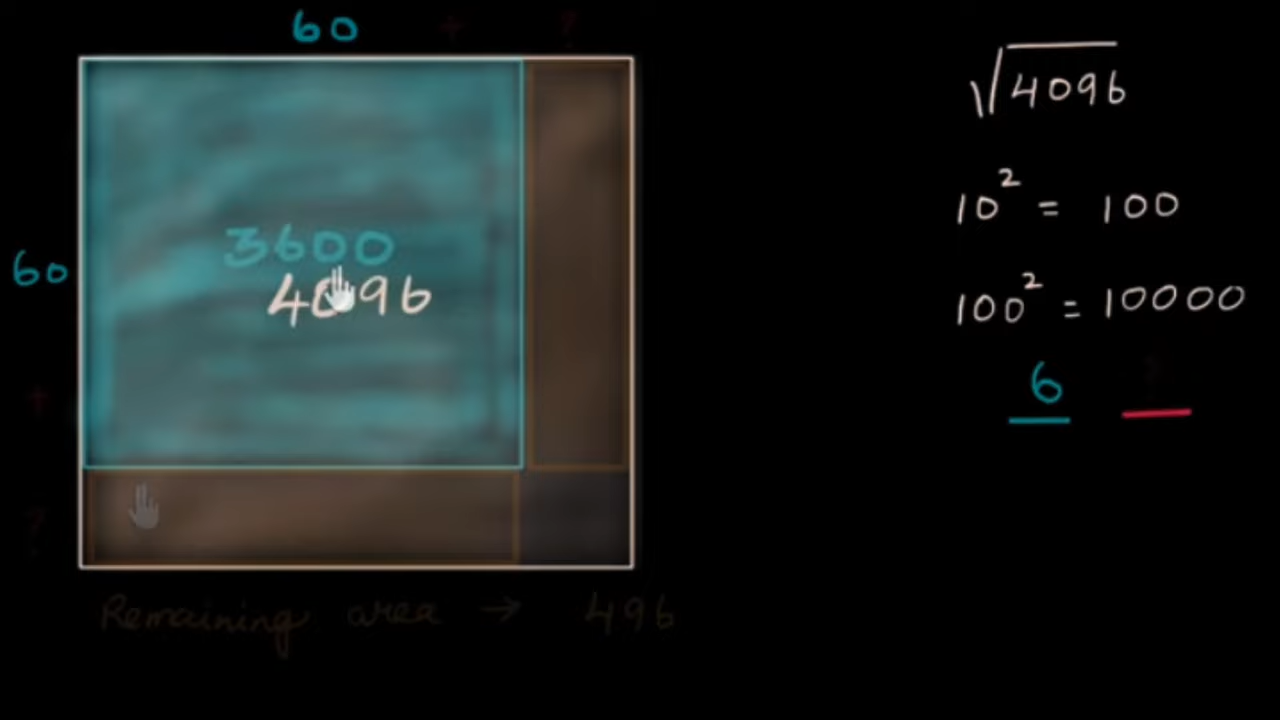 60 + ?
√4096
10² = 100
3600
60
4096
100² = 10000
6
+
?
Remaining area → 496